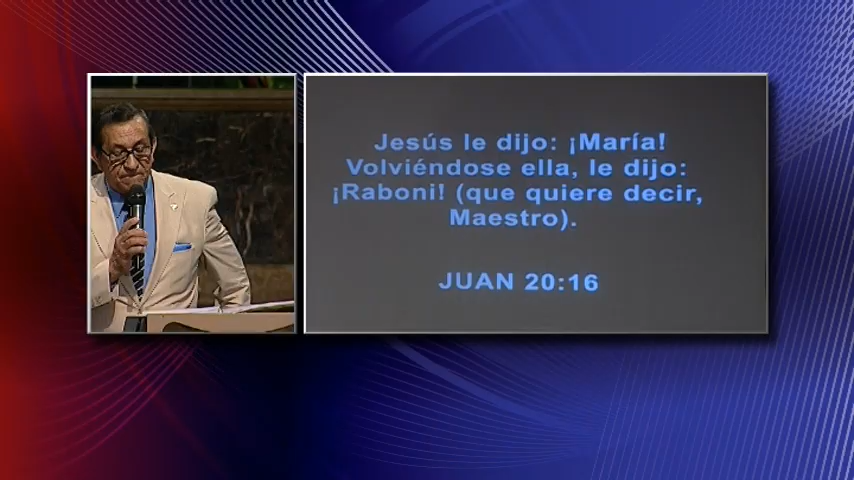 Jesús le dijo: ¡María!
Volviéndose ella, le dijo:
¡Raboni! (que quiere decir,
Maestro).
JUAN 20:16